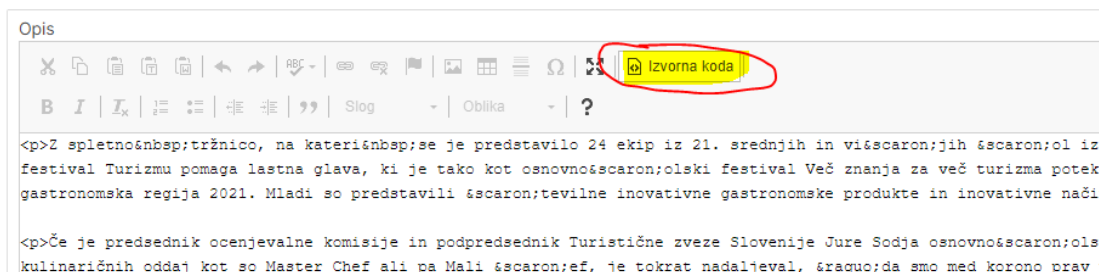 Opis
Izvorna koda
Slog
Oblika
?
<p>Z spletno&nbsp;tržnico, na kateri&nbsp;se je predstavilo 24 ekip iz 21. srednjih in vi&scaron;jih &scaron;ol iz
festival Turizmu pomaga lastna glava, ki je tako kot osnovno&scaron;olski festival Več znanja za več turizma potek
gastronomska regija 2021. Mladi so predstavili &scaron;tevilne inovativne gastronomske produkte in inovativne nači
<p>Če je predsednik ocenjevalne komisije in podpredsednik Turistične zveze Slovenije Jure Sodja osnovno&scaron;ols
kulinaričnih oddaj kot so Master Chef ali pa Mali &scaron;ef, je tokrat nadaljeval, &raquo;da smo med korono prav